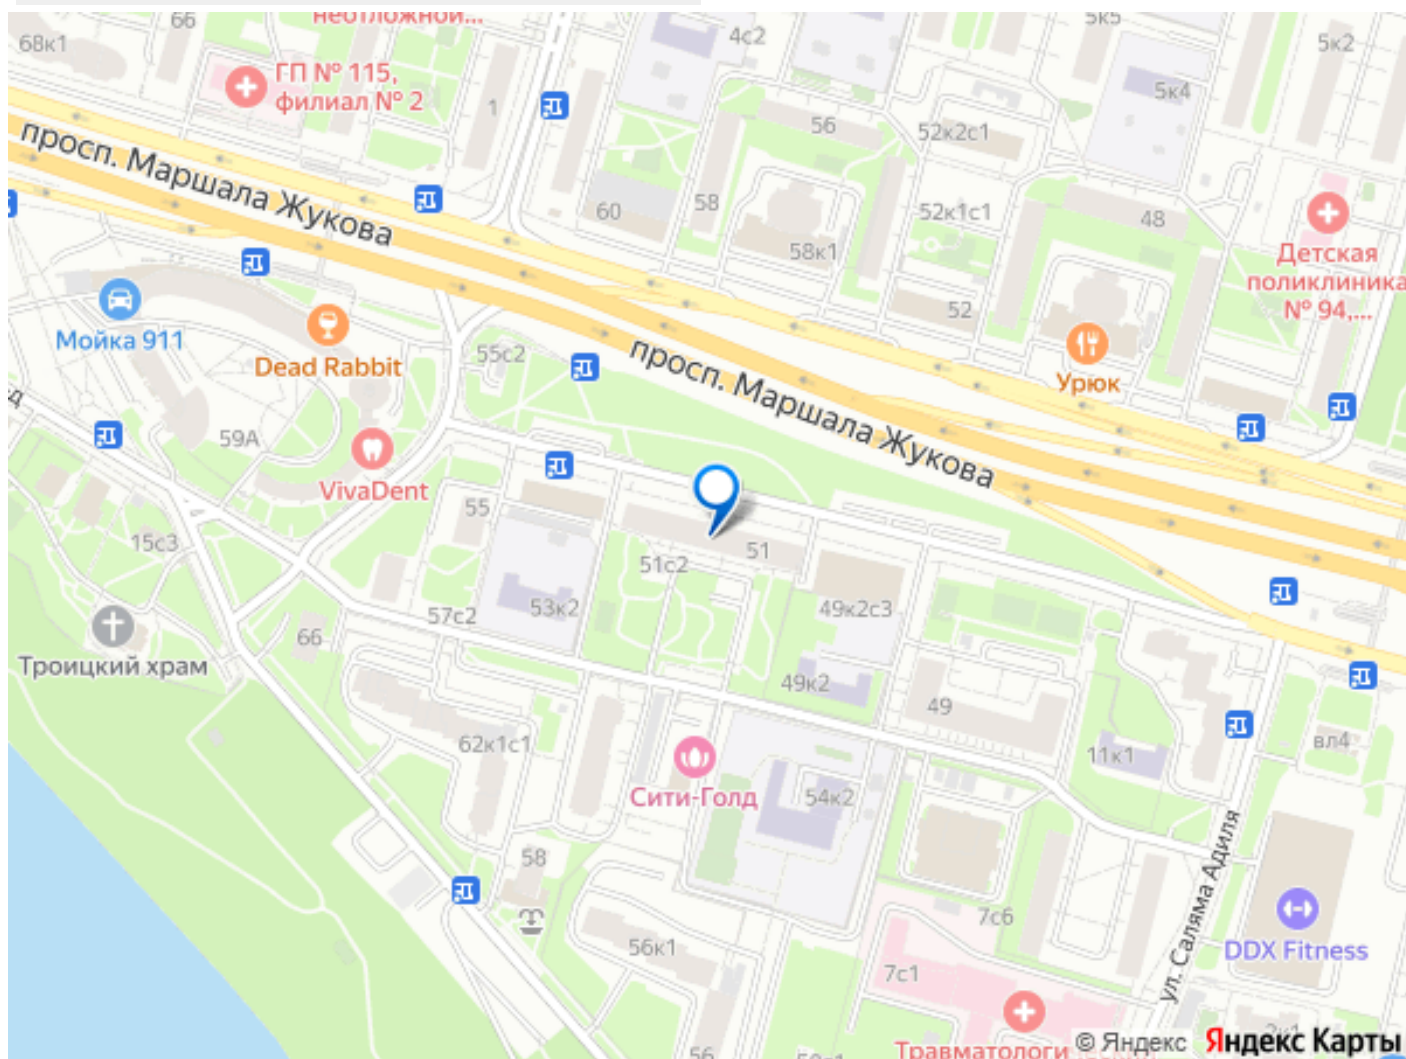 неотложной...
66
68к1
ГП № 115,
филиал № 2
1
4с2
5к5
5к2
5к4
56
52к2с1
просп. Маршала Жукова
60
58
58к1
52к1с1
48
Детская
поликлиника
№ 94,...
52
Мойка 911
Dead Rabbit
55с2
просп. Маршала Жукова
Урюк
59А
VivaDent
55
15с3
51с2
51
53к2
57с2
49к2с3
66
Троицкий храм
49к2
49
62к1с1
11к1
вл4
Сити-Голд
54к2
58
ул. Саляма Адиля
7с6
56к1
DDX Fitness
7с1
56
Травматологический
© Яндекс
Яндекс Карты